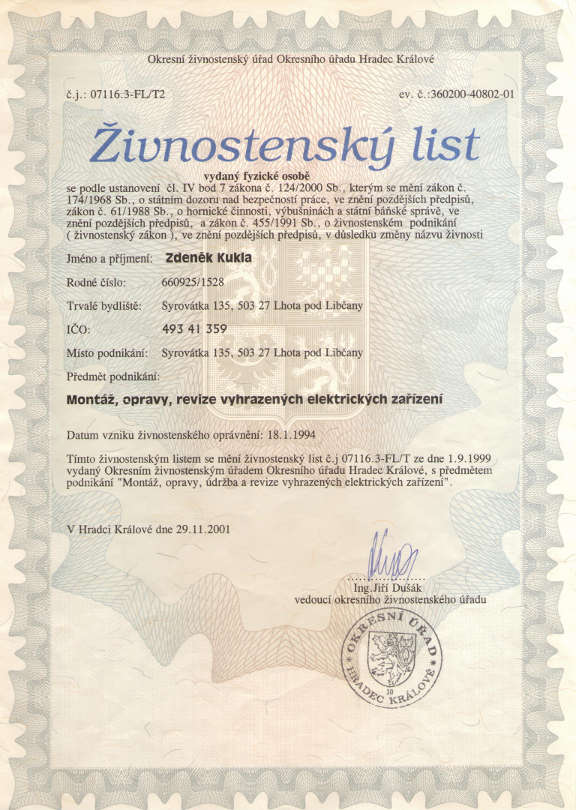 Okresní živnostenský úřad Okresního úřadu Hradec Králové
č.j.: 07116.3-FL/T2 ev. č.:360200-40802-01
Živnostenský list
vydaný fyzické osobě
se podle ustanovení čl. IV bod 7 zákona č. 124/2000 Sb., kterým se mění zákon č.
174/1968 Sb., o státním dozoru nad bezpečností práce, ve znění pozdějších předpisů,
zákon č. 61/1988 Sb., o hornické činnosti, výbušninách a státní báňské správě, ve
znění pozdějších předpisů, a zákon č. 455/1991 Sb., o živnostenském podnikání
( živnostenský zákon ), ve znění pozdějších předpisů, v důsledku změny názvu živnosti
Jméno a příjmení: Zdeněk Kukla
Rodné číslo: 660925/1528
Trvalé bydliště: Syrovátka 135, 503 27 Lhota pod Libčany
IČO: 493 41 359
Místo podnikání: Syrovátka 135, 503 27 Lhota pod Libčany
Předmět podnikání:
Montáž, opravy, revize vyhrazených elektrických zařízení
Datum vzniku živnostenského oprávnění: 18.1.1994
Tímto živnostenským listem se mění živnostenský list č.j 07116.3-FL/T ze dne 1.9.1999
vydaný Okresním živnostenským úřadem Okresního úřadu Hradec Králové, s předmětem
podnikání "Montáž, opravy, údržba a revize vyhrazených elektrických zařízení".
V Hradci Králové dne 29.11.2001
Ing.Jiří Dušák
vedoucí okresního živnostenského úřadu
OKRESNÍ ÚŘAD
HRADEC KRÁLOVÉ
10